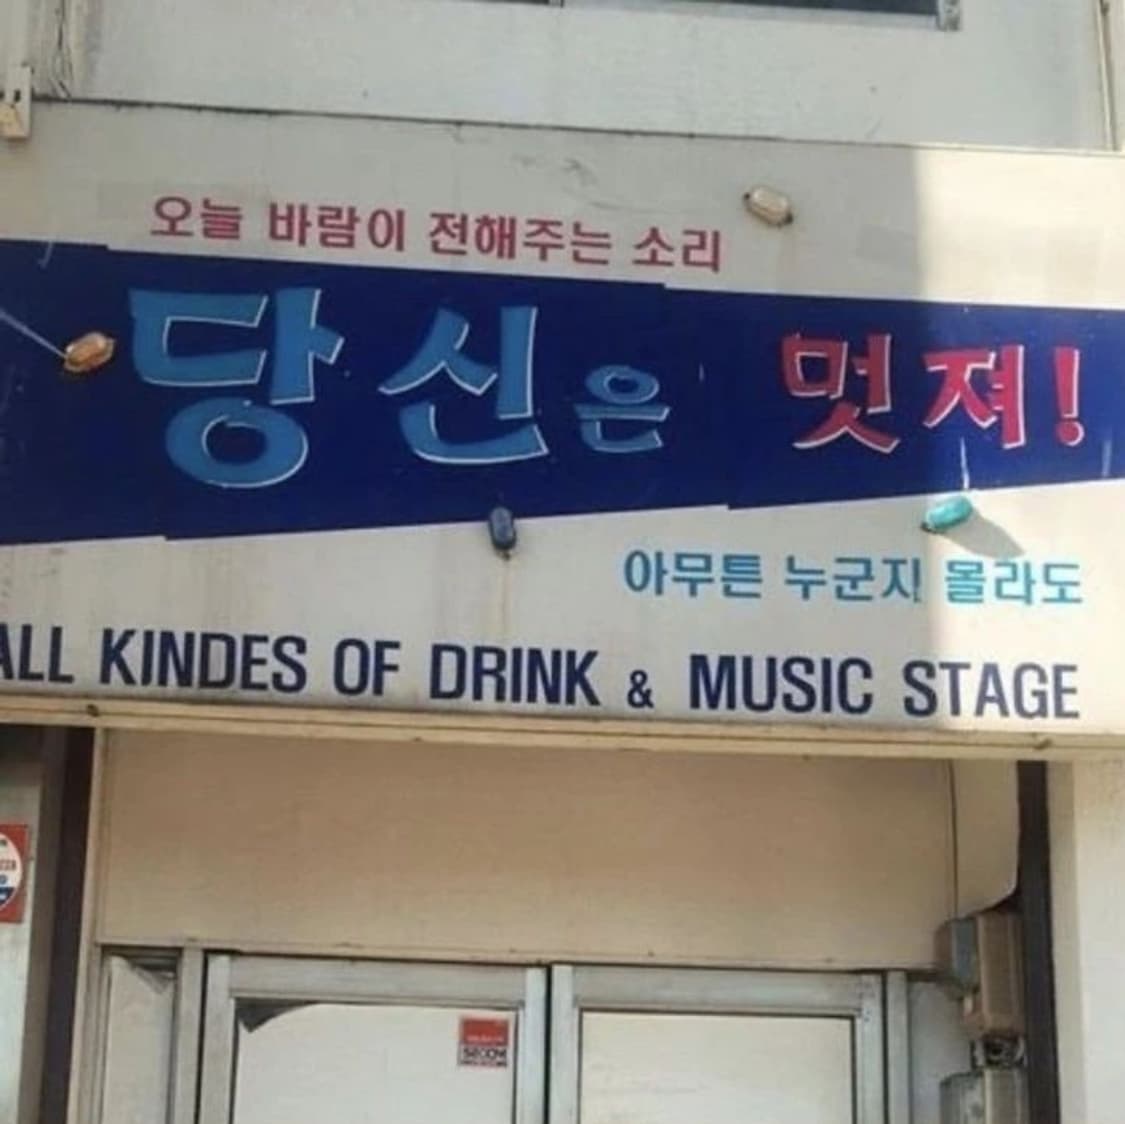 오늘 바람이 전해주는 소리
당신은 멋져!
아무튼 누군지 몰라도
ALL KINDES OF DRINK & MUSIC STAGE
SECOM